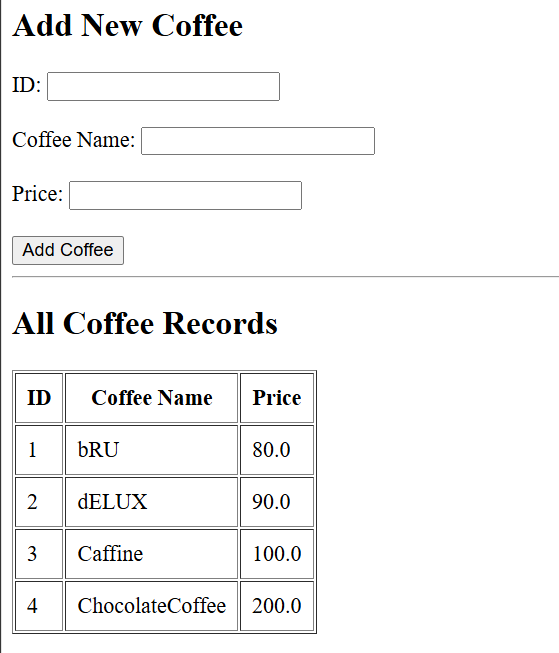 Add New Coffee
ID:
Coffee Name:
Price:
Add Coffee
All Coffee Records
ID Coffee Name Price
1 bRU 80.0
2 dELUX 90.0
3 Caffine 100.0
4 ChocolateCoffee 200.0